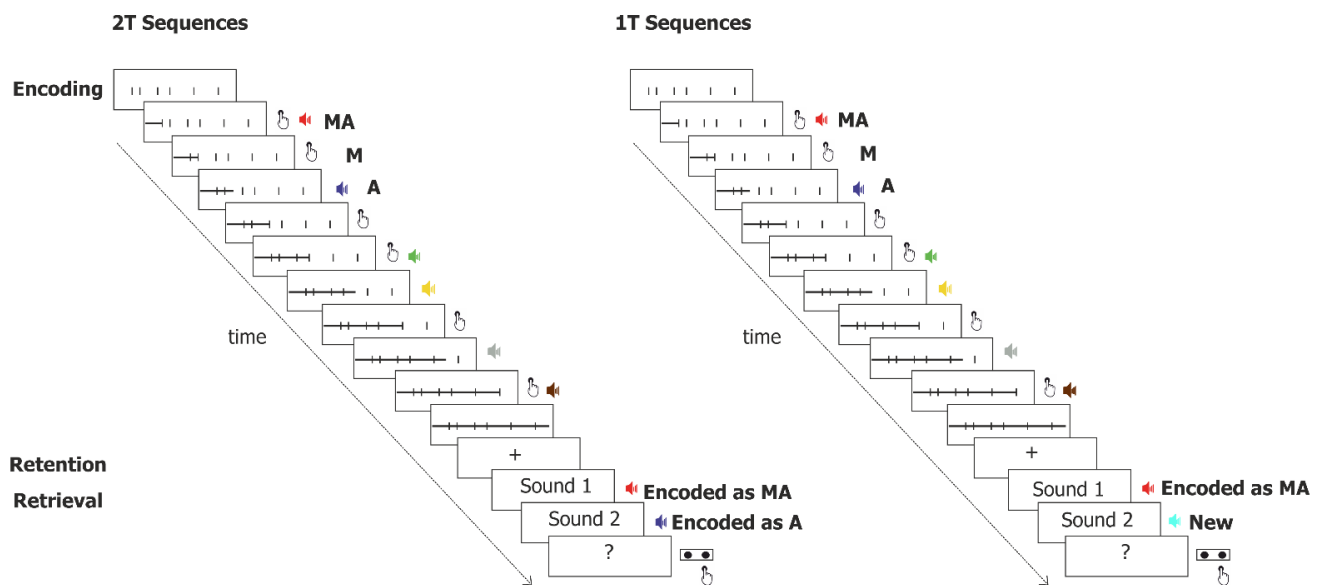 2T Sequences
Encoding
MA
M
A
time
+
Retention
Sound 1
Encoded as MA
Retrieval
Sound 2
Encoded as A
?
1T Sequences
MA
M
A
time
+
Sound 1
Encoded as MA
Sound 2
New
?